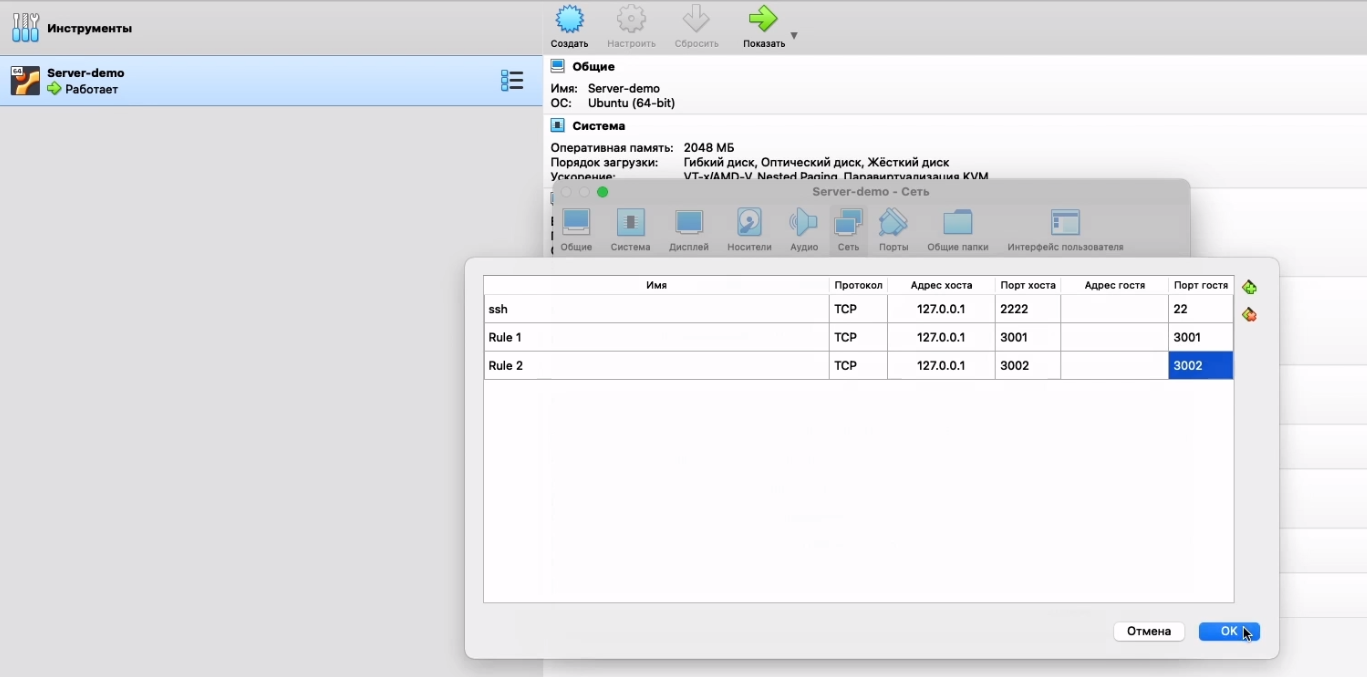 Инструменты
Создать Настроить Сбросить Показать
64
Server-demo
Работает
Общие
Имя: Server-demo
ОС: Ubuntu (64-bit)
Система
Оперативная память: 2048 МБ
Порядок загрузки: Гибкий диск, Оптический диск, Жёсткий диск
Ускорение: VT-x/AMD-V, Nested Paging, Паравиртуализация KVM
Server-demo - Сеть
Общие Система Дисплей Носители Аудио Сеть Порты Общие папки Интерфейс пользователя
Имя Протокол Адрес хоста Порт хоста Адрес гостя Порт гостя
ssh TCP 127.0.0.1 2222 22
Rule 1 TCP 127.0.0.1 3001 3001
Rule 2 TCP 127.0.0.1 3002 3002
Отмена OK